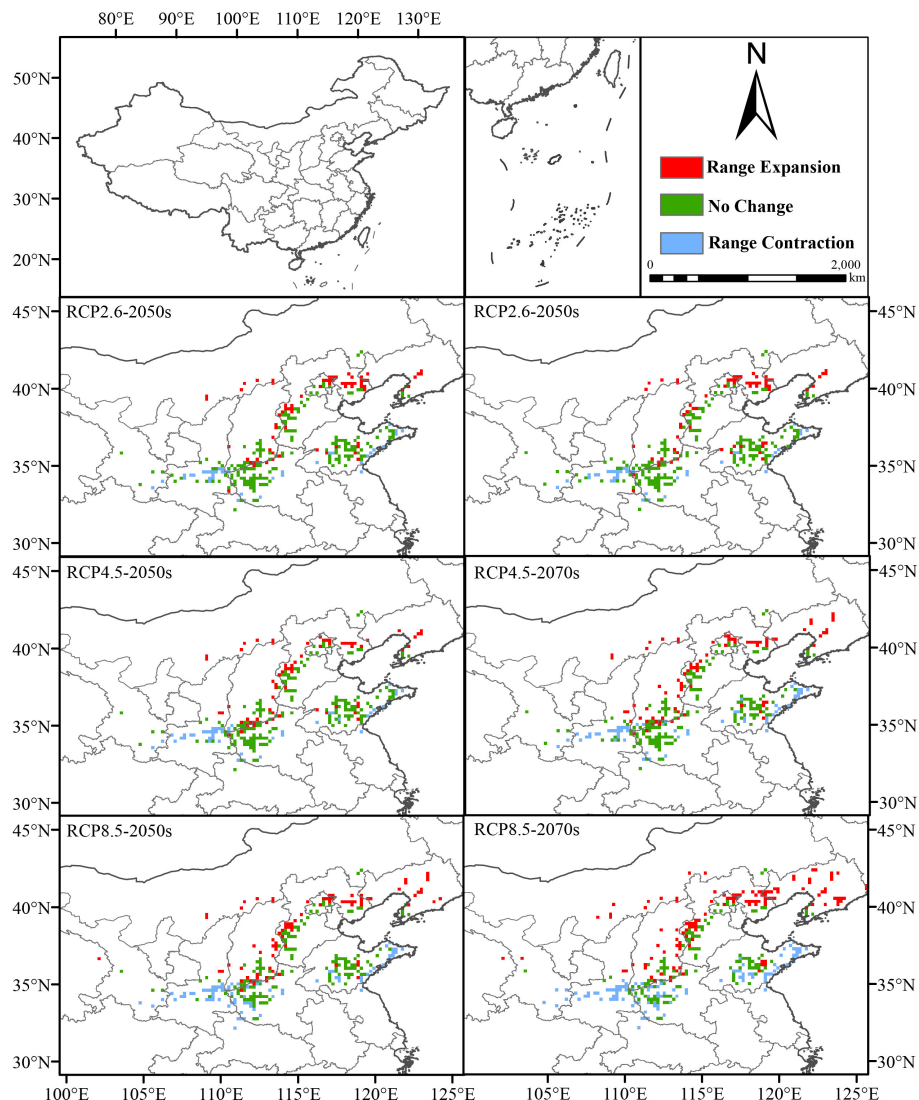 80°E 90°E 100°E 110°E 120°E 130°E
50°N
40°N
30°N
20°N
N
Range Expansion
No Change
Range Contraction
0 2,000
km
RCP2.6-2050s
RCP2.6-2050s
45°N 45°N
40°N 40°N
35°N 35°N
30°N 30°N
RCP4.5-2050s
RCP4.5-2070s
45°N 45°N
40°N 40°N
35°N 35°N
30°N 30°N
RCP8.5-2050s
RCP8.5-2070s
45°N 45°N
40°N 40°N
35°N 35°N
30°N 30°N
100°E 105°E 110°E 115°E 120°E 125°E 105°E 110°E 115°E 120°E 125°E